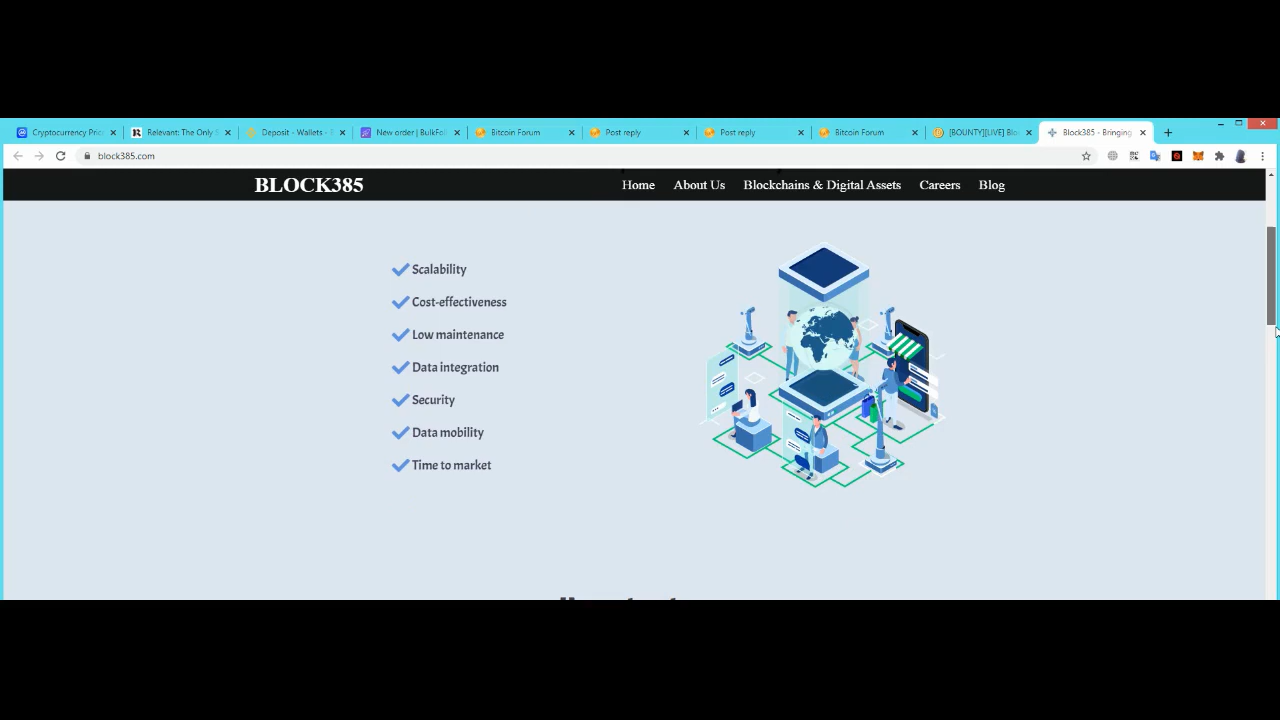 Cryptocurrency Pric
Relevant: The Only S
Deposit - Wallets -
New order | BulkFol
Bitcoin Forum
Post reply
Post reply
Bitcoin Forum
[BOUNTY][LIVE] Blo
Block385 - Bringing
block385.com
BLOCK385
Home
About Us
Blockchains & Digital Assets
Careers
Blog
Scalability
Cost-effectiveness
Low maintenance
Data integration
Security
Data mobility
Time to market